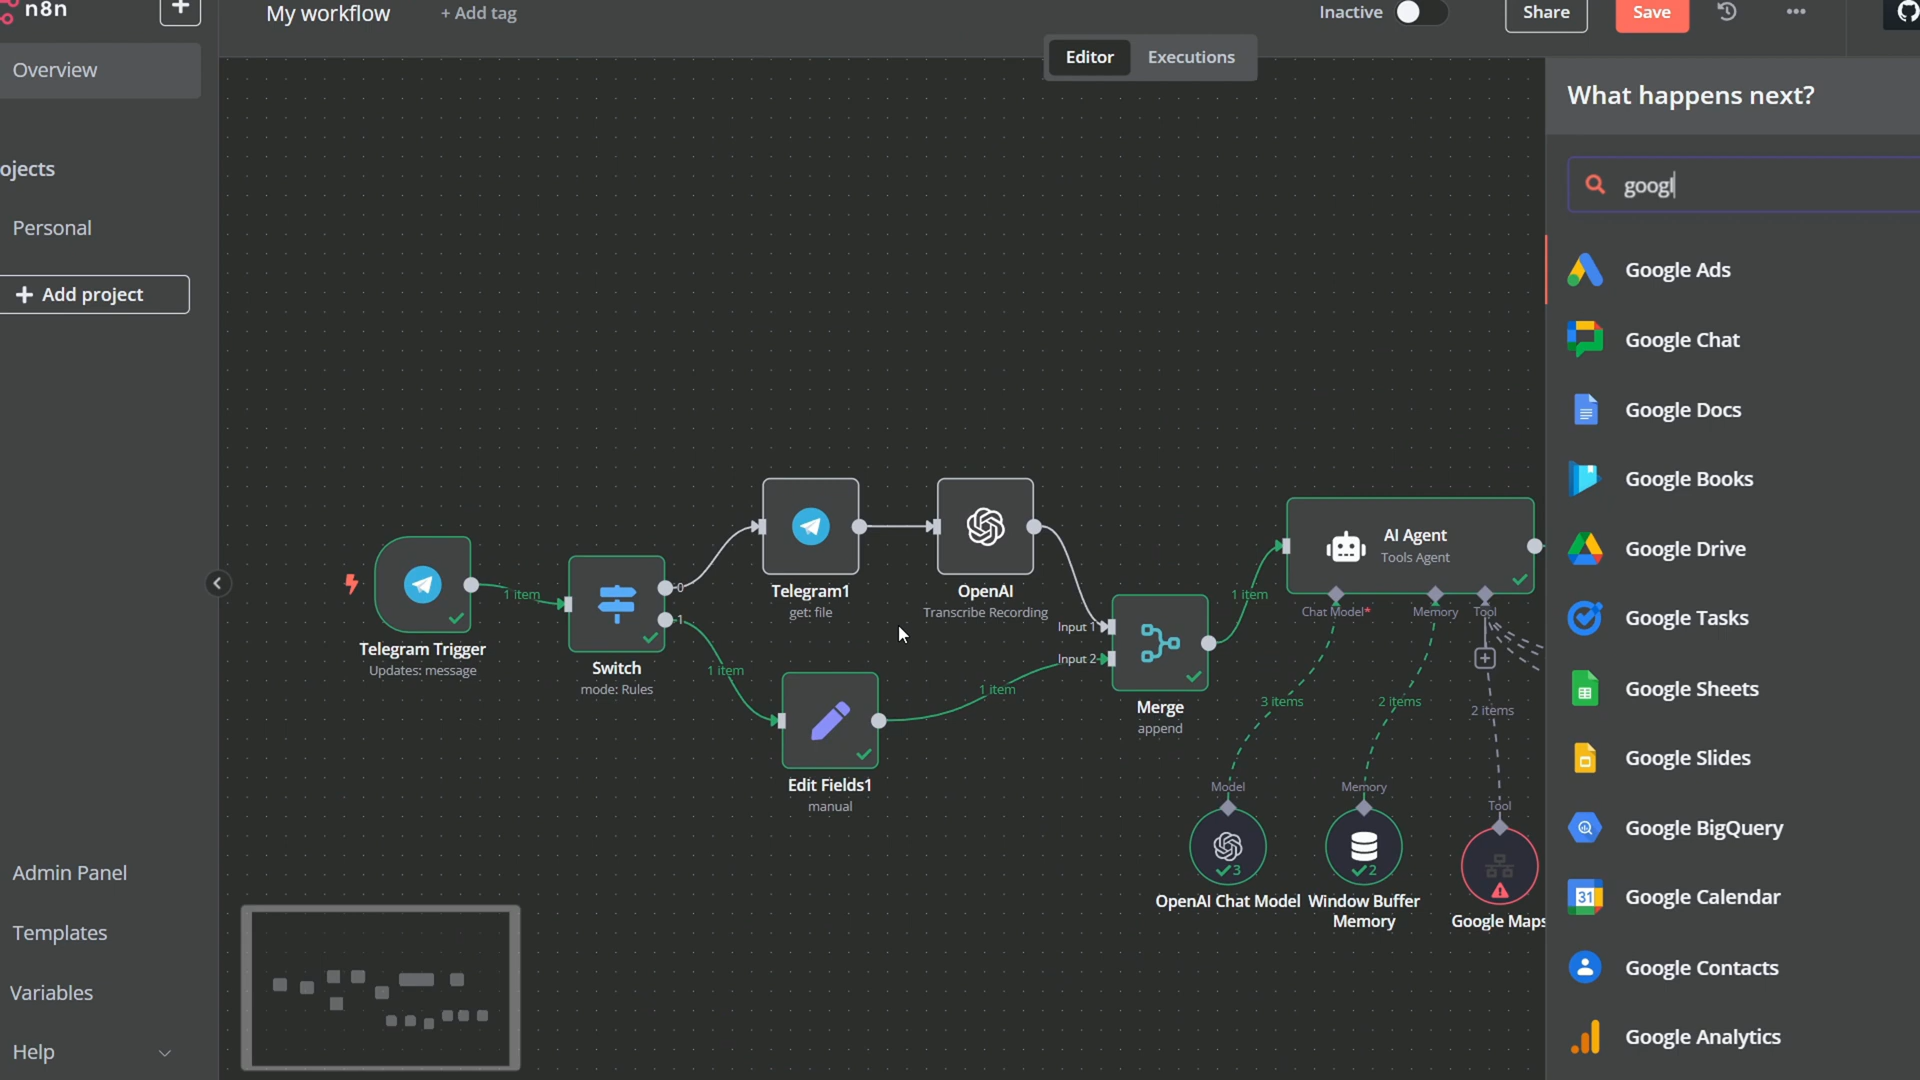 n8n
+
My workflow
+ Add tag
Inactive
Share
Save
Editor
Executions
Overview
ojects
Personal
+ Add project
Admin Panel
Templates
Variables
Help
What happens next?
googl
Google Ads
Google Chat
Google Docs
Google Books
Google Drive
Google Tasks
Google Sheets
Google Slides
Google BigQuery
31
Google Calendar
Google Contacts
Google Analytics
Telegram Trigger
Updates: message
1 item
Switch
mode: Rules
0
1
1 item
Telegram1
get: file
OpenAI
Transcribe Recording
Edit Fields1
manual
1 item
Input 1
Input 2
Merge
append
1 item
AI Agent
Tools Agent
Chat Model*
Memory
Tool
+
3 items
2 items
2 items
Model
Memory
Tool
3
2
OpenAI Chat Model
Window Buffer
Memory
Google Maps